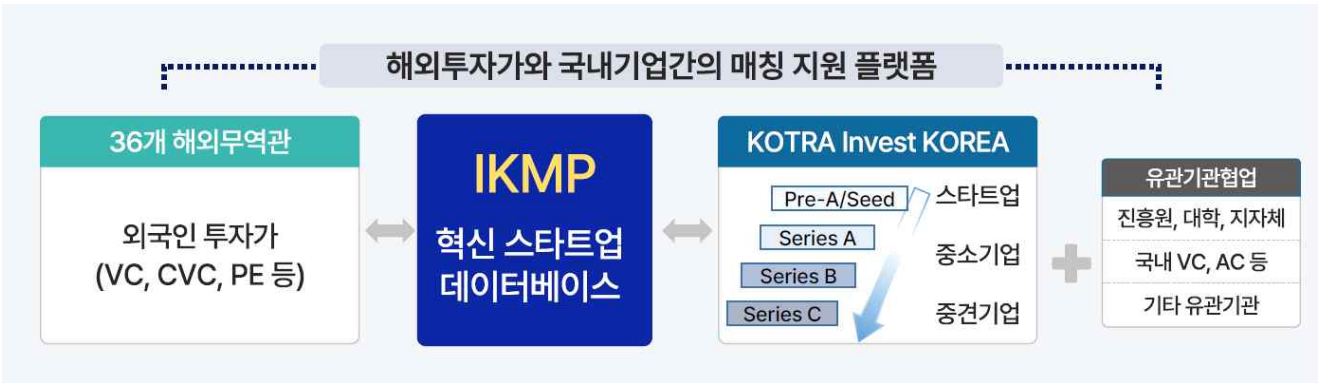 해외투자가와 국내기업간의 매칭 지원 플랫폼
36개 해외무역관
외국인 투자가
(VC, CVC, PE 등)
IKMP
혁신 스타트업
데이터베이스
KOTRA Invest KOREA
Pre-A/Seed
스타트업
Series A
중소기업
Series B
Series C
중견기업
유관기관협업
진흥원, 대학, 지자체
국내 VC, AC 등
기타 유관기관